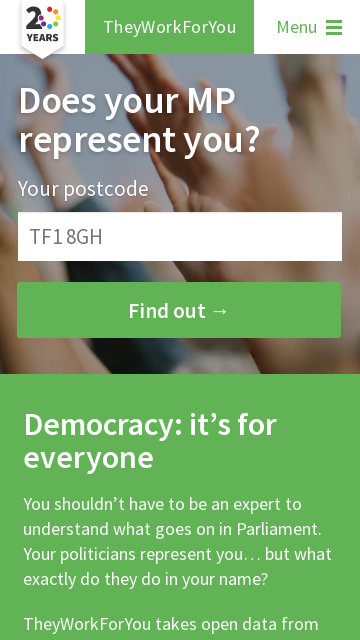 20
YEARS
TheyWorkForYou
Menu
Does your MP
represent you?
Your postcode
TF1 8GH
Find out →
Democracy: it’s for
everyone
You shouldn’t have to be an expert to
understand what goes on in Parliament.
Your politicians represent you… but what
exactly do they do in your name?
TheyWorkForYou takes open data from